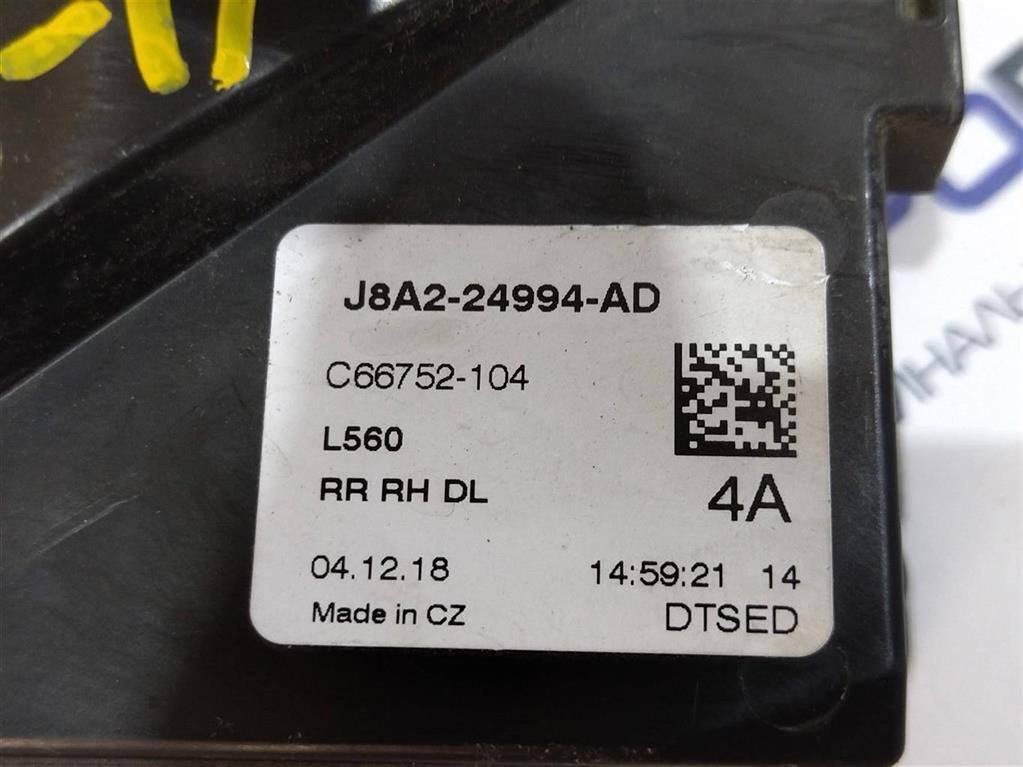 J8A2-24994-AD
C66752-104
L560
RR RH DL
4A
04.12.18 14:59:21 14
Made in CZ DTSED